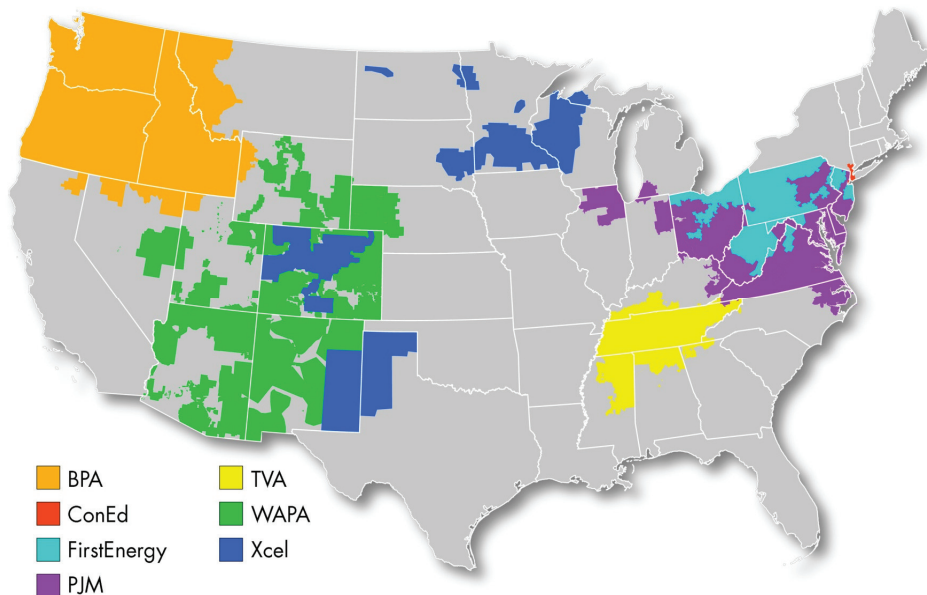 BPA
ConEd
FirstEnergy
PJM
TVA
WAPA
Xcel